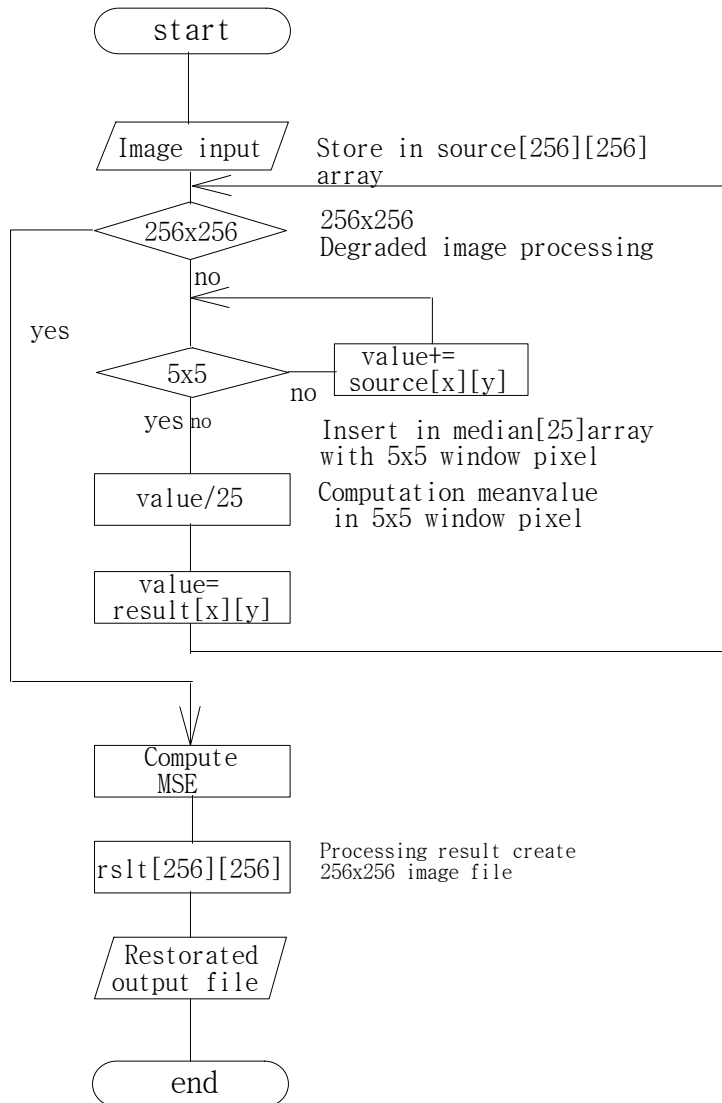 start
Image input
Store in source[256][256]
array
256x256
256x256
Degraded image processing
no
yes
value+=
source[x][y]
5x5
no
yes no
Insert in median[25]array
with 5x5 window pixel
value/25
Computation meanvalue
in 5x5 window pixel
value=
result[x][y]
Compute
MSE
rslt[256][256]
Processing result create
256x256 image file
Restorated
output file
end